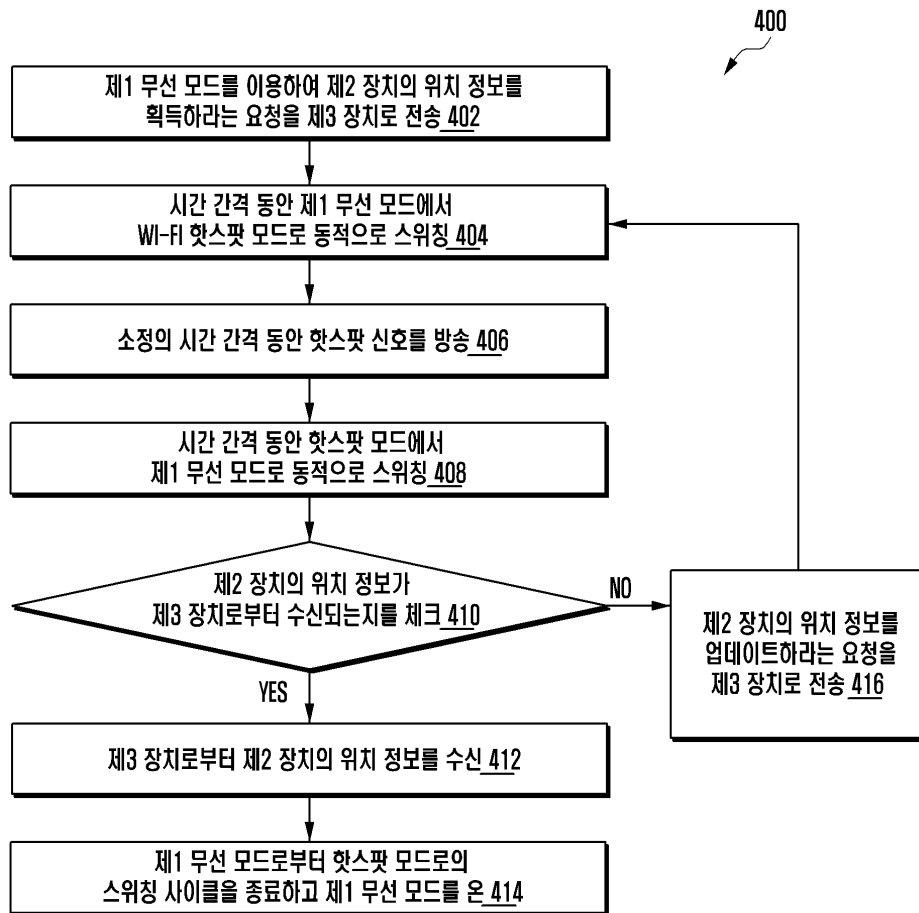 400
제1 무선 모드를 이용하여 제2 장치의 위치 정보를
획득하라는 요청을 제3 장치로 전송 402
시간 간격 동안 제1 무선 모드에서
WI-FI 핫스팟 모드로 동적으로 스위칭 404
소정의 시간 간격 동안 핫스팟 신호를 방송 406
시간 간격 동안 핫스팟 모드에서
제1 무선 모드로 동적으로 스위칭 408
제2 장치의 위치 정보가
제3 장치로부터 수신되는지를 체크 410
NO
제2 장치의 위치 정보를
업데이트하라는 요청을
제3 장치로 전송 416
YES
제3 장치로부터 제2 장치의 위치 정보를 수신 412
제1 무선 모드로부터 핫스팟 모드로의
스위칭 사이클을 종료하고 제1 무선 모드를 온 414